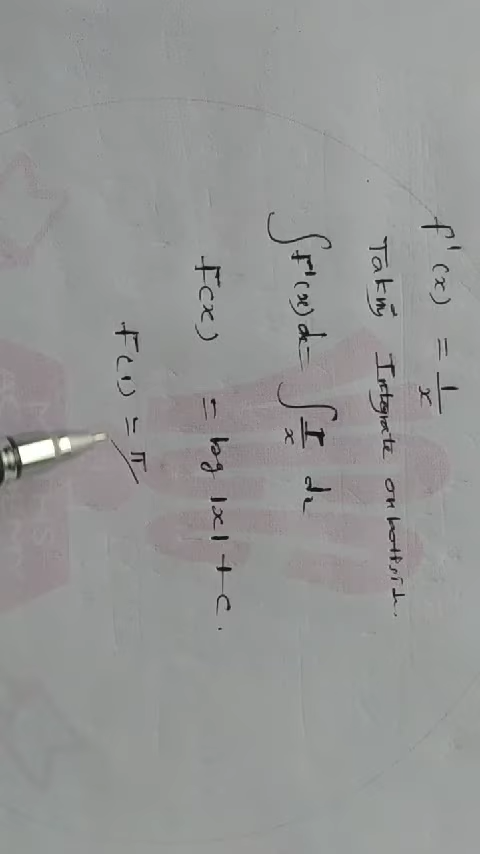 f'(x) = 1/x
Taking Integrate on both side.
∫ F'(x) dx = ∫ 1/x dx
F(x) = log |x| + C.
F(1) = π